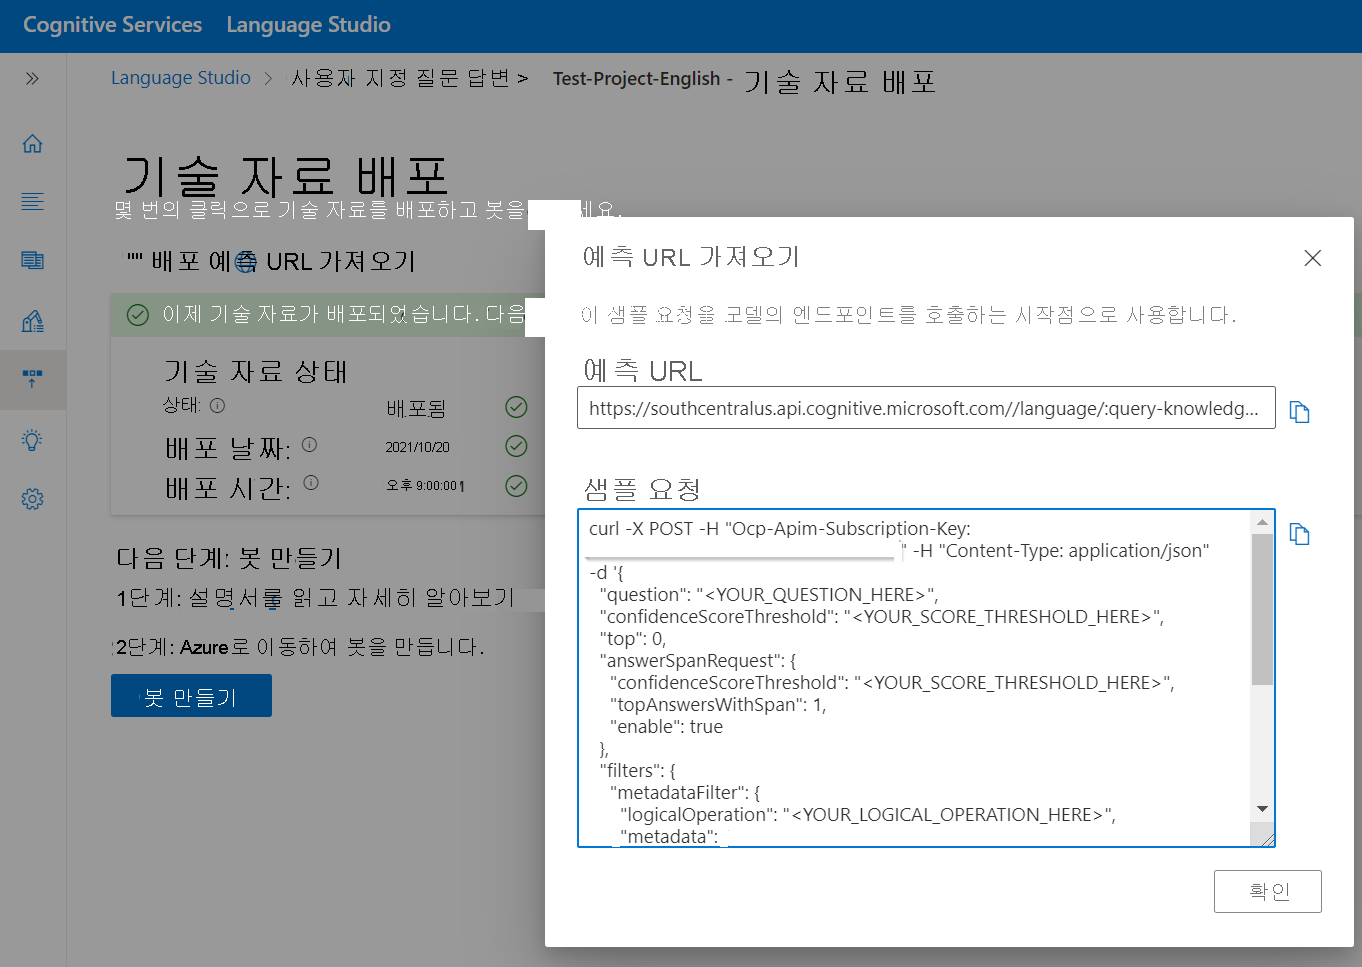 Cognitive Services Language Studio
Language Studio > 사용자 지정 질문 답변 > Test-Project-English - 기술 자료 배포
기술 자료 배포
몇 번의 클릭으로 기술 자료를 배포하고 봇을 세요.
"" 배포 예측 URL 가져오기
이제 기술 자료가 배포되었습니다. 다음
기술 자료 상태
상태: 배포됨
배포 날짜: 2021/10/20
배포 시간: 오후 9:00:001
다음 단계: 봇 만들기
1단계: 설명서를 읽고 자세히 알아보기
2단계: Azure로 이동하여 봇을 만듭니다.
봇 만들기
예측 URL 가져오기
이 샘플 요청을 모델의 엔드포인트를 호출하는 시작점으로 사용합니다.
예측 URL
https://southcentralus.api.cognitive.microsoft.com//language/:query-knowledg...
샘플 요청
curl -X POST -H "Ocp-Apim-Subscription-Key:
" -H "Content-Type: application/json"
-d '{
"question": "<YOUR_QUESTION_HERE>",
"confidenceScoreThreshold": "<YOUR_SCORE_THRESHOLD_HERE>",
"top": 0,
"answerSpanRequest": {
"confidenceScoreThreshold": "<YOUR_SCORE_THRESHOLD_HERE>",
"topAnswersWithSpan": 1,
"enable": true
},
"filters": {
"metadataFilter": {
"logicalOperation": "<YOUR_LOGICAL_OPERATION_HERE>",
"metadata":
확인